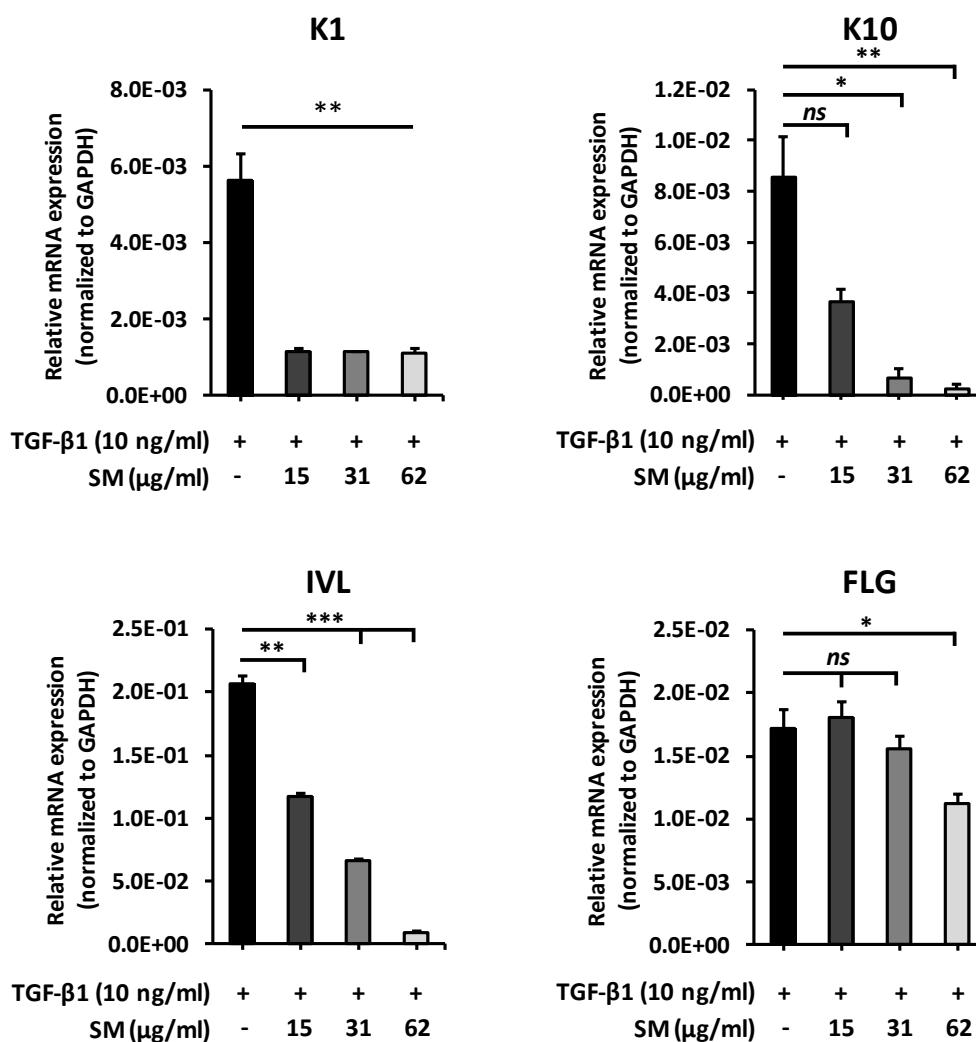 K1
**
8.0E-03
6.0E-03
4.0E-03
2.0E-03
0.0E+00
Relative mRNA expression
(normalized to GAPDH)
TGF-β1 (10 ng/ml) + + + +
SM (μg/ml) - 15 31 62
K10
**
*
ns
1.2E-02
1.0E-02
8.0E-03
6.0E-03
4.0E-03
2.0E-03
0.0E+00
Relative mRNA expression
(normalized to GAPDH)
TGF-β1 (10 ng/ml) + + + +
SM (μg/ml) - 15 31 62
IVL
***
**
2.5E-01
2.0E-01
1.5E-01
1.0E-01
5.0E-02
0.0E+00
Relative mRNA expression
(normalized to GAPDH)
TGF-β1 (10 ng/ml) + + + +
SM (μg/ml) - 15 31 62
FLG
*
ns
2.5E-02
2.0E-02
1.5E-02
1.0E-02
5.0E-03
0.0E+00
Relative mRNA expression
(normalized to GAPDH)
TGF-β1 (10 ng/ml) + + + +
SM (μg/ml) - 15 31 62